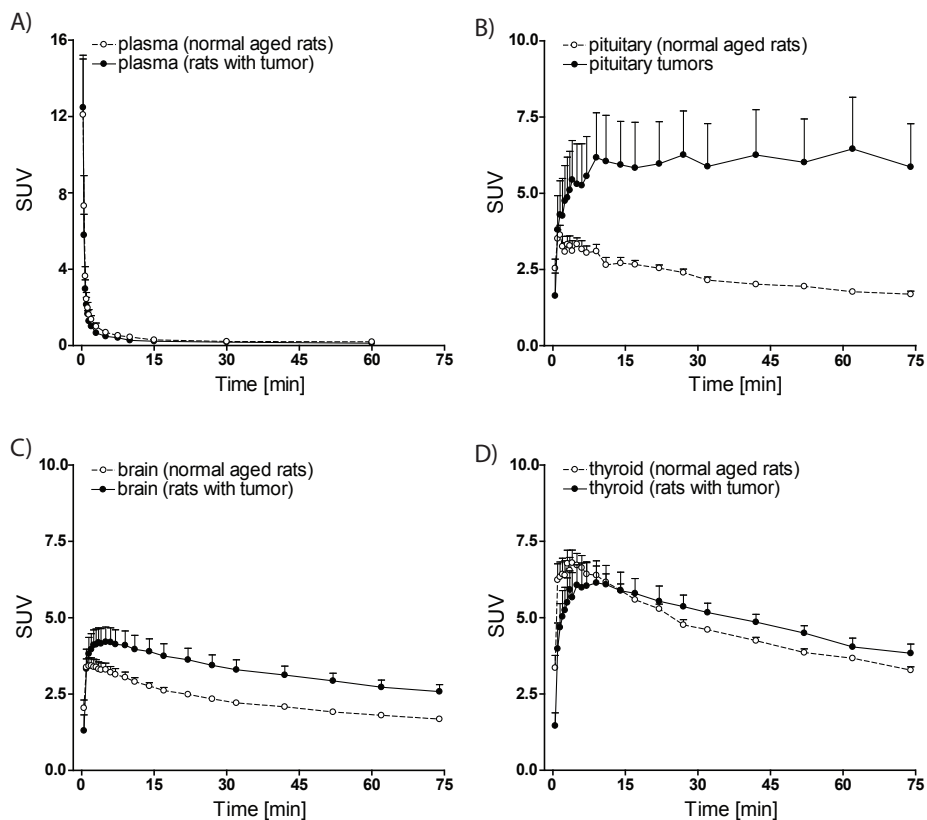 A)
plasma (normal aged rats)
plasma (rats with tumor)
16
12
8
4
0
SUV
0 15 30 45 60 75
Time [min]
B)
pituitary (normal aged rats)
pituitary tumors
10.0
7.5
5.0
2.5
0.0
SUV
0 15 30 45 60 75
Time [min]
C)
brain (normal aged rats)
brain (rats with tumor)
10.0
7.5
5.0
2.5
0.0
SUV
0 15 30 45 60 75
Time [min]
D)
thyroid (normal aged rats)
thyroid (rats with tumor)
10.0
7.5
5.0
2.5
0.0
SUV
0 15 30 45 60 75
Time [min]